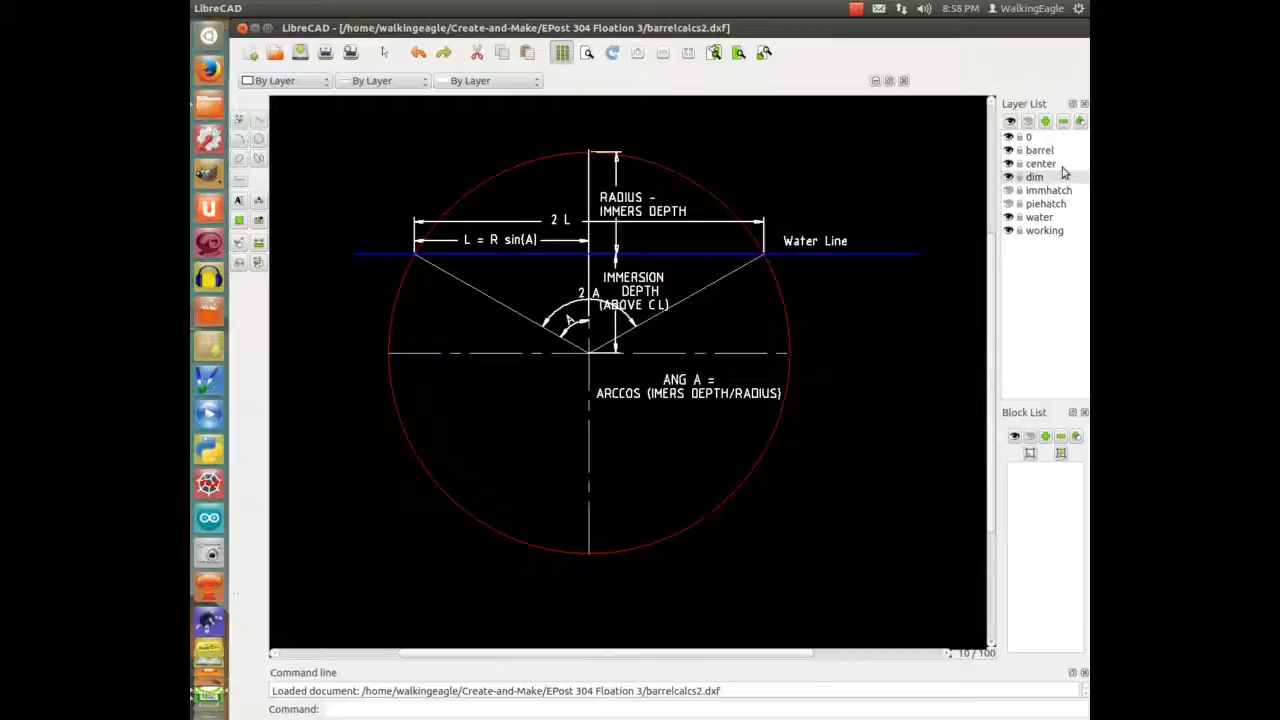 LibreCAD
8:58 PM
WalkingEagle
LibreCAD - [/home/walkingeagle/Create-and-Make/EPost 304 Floation 3/barrelcalcs2.dxf]
By Layer
By Layer
By Layer
Layer List
0
barrel
center
dim
immhatch
piehatch
water
working
RADIUS -
IMMERS DEPTH
2 L
L = R sin(A)
Water Line
IMMERSION
DEPTH
(ABOVE CL)
2 A
A
ANG A =
ARCCOS (IMERS DEPTH/RADIUS)
Block List
10 / 100
Command line
Loaded document: /home/walkingeagle/Create-and-Make/EPost 304 Floation 3/barrelcalcs2.dxf
Command: